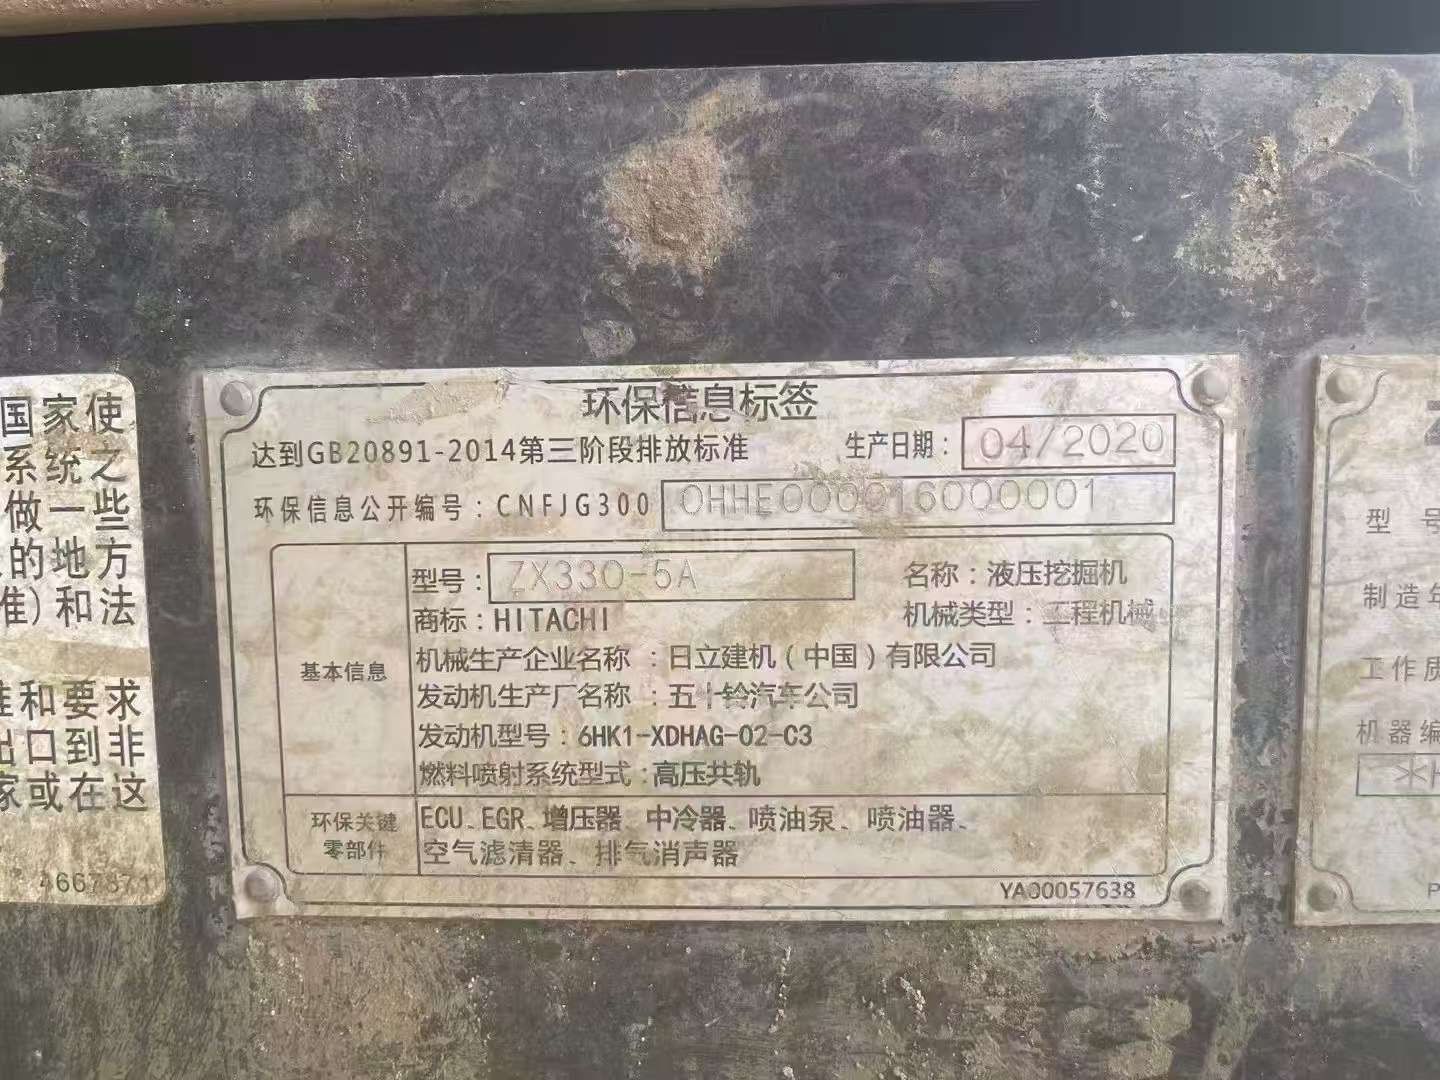 国家使
系统之
做一些
的地方
准)和法
准和要求
出口到非
家或在这
4667871
环保信息标签
达到GB20891-2014第三阶段排放标准 生产日期: 04/2020
环保信息公开编号:CNFJG300 0HHE000016000001
基本信息
型号: ZX330-5A 名称:液压挖掘机
商标:HITACHI 机械类型:工程机械
机械生产企业名称 :日立建机(中国)有限公司
发动机生产厂名称 :五十铃汽车公司
发动机型号:6HK1-XDHAG-02-C3
燃料喷射系统型式:高压共轨
环保关键
零部件
ECU、EGR、增压器、中冷器、喷油泵、喷油器、
空气滤清器、排气消声器
YA00057638
型 号
制造年
工作质
机器编
*H
P